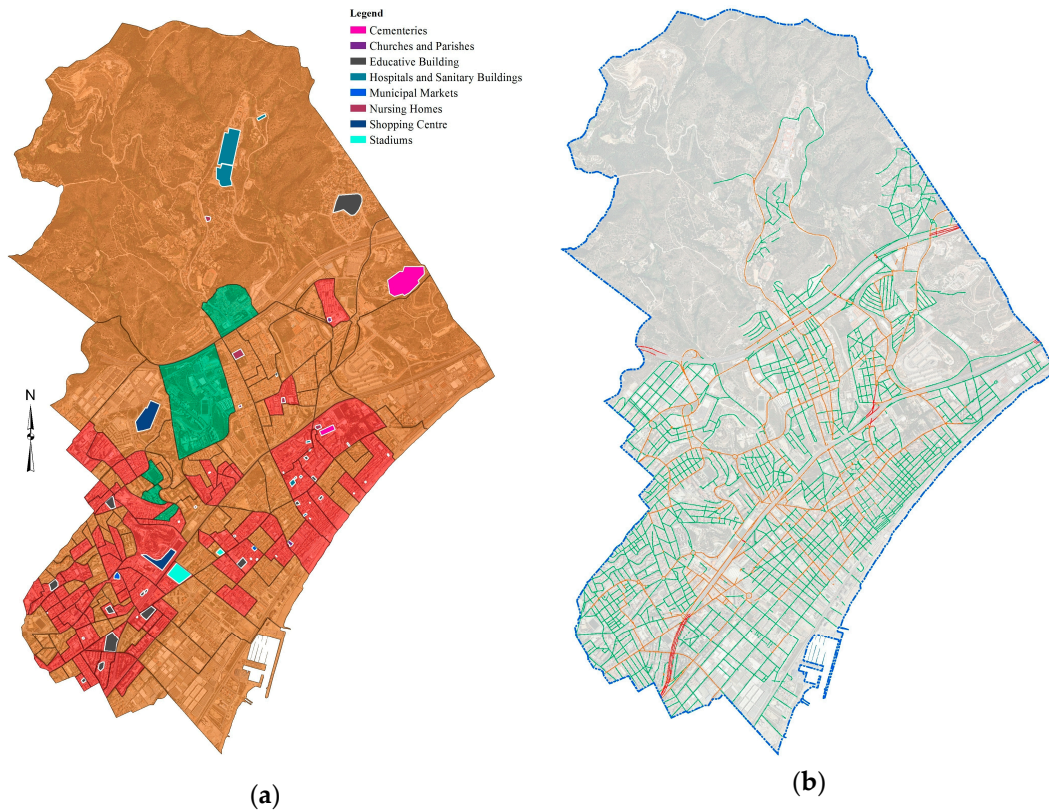 Legend
Cementeries
Churches and Parishes
Educative Building
Hospitals and Sanitary Buildings
Municipal Markets
Nursing Homes
Shopping Centre
Stadiums
N
(a)
(b)